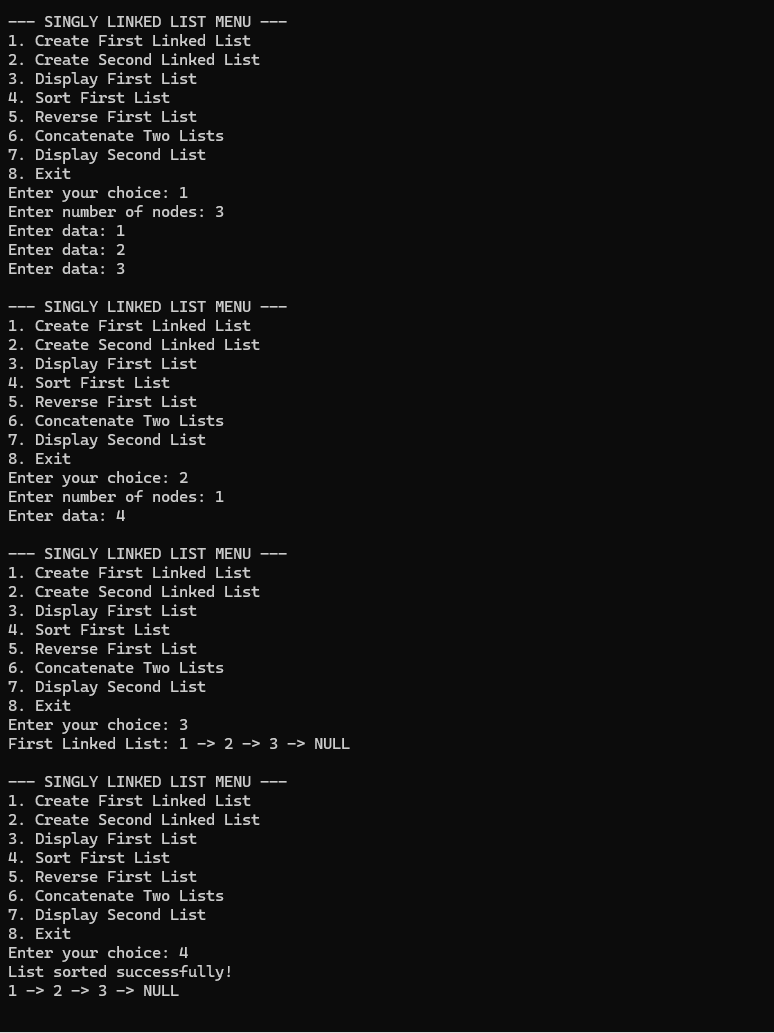 --- SINGLY LINKED LIST MENU ---
1. Create First Linked List
2. Create Second Linked List
3. Display First List
4. Sort First List
5. Reverse First List
6. Concatenate Two Lists
7. Display Second List
8. Exit
Enter your choice: 1
Enter number of nodes: 3
Enter data: 1
Enter data: 2
Enter data: 3

--- SINGLY LINKED LIST MENU ---
1. Create First Linked List
2. Create Second Linked List
3. Display First List
4. Sort First List
5. Reverse First List
6. Concatenate Two Lists
7. Display Second List
8. Exit
Enter your choice: 2
Enter number of nodes: 1
Enter data: 4

--- SINGLY LINKED LIST MENU ---
1. Create First Linked List
2. Create Second Linked List
3. Display First List
4. Sort First List
5. Reverse First List
6. Concatenate Two Lists
7. Display Second List
8. Exit
Enter your choice: 3
First Linked List: 1 -> 2 -> 3 -> NULL

--- SINGLY LINKED LIST MENU ---
1. Create First Linked List
2. Create Second Linked List
3. Display First List
4. Sort First List
5. Reverse First List
6. Concatenate Two Lists
7. Display Second List
8. Exit
Enter your choice: 4
List sorted successfully!
1 -> 2 -> 3 -> NULL